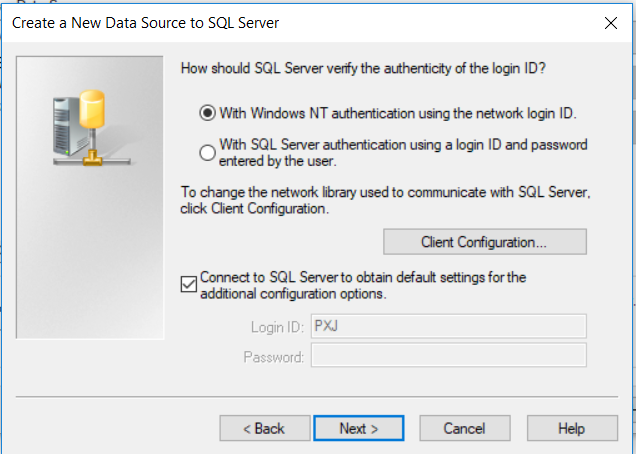 Create a New Data Source to SQL Server
How should SQL Server verify the authenticity of the login ID?
With Windows NT authentication using the network login ID.
With SQL Server authentication using a login ID and password
entered by the user.
To change the network library used to communicate with SQL Server,
click Client Configuration.
Client Configuration...
Connect to SQL Server to obtain default settings for the
additional configuration options.
Login ID: PXJ
Password:
< Back Next > Cancel Help